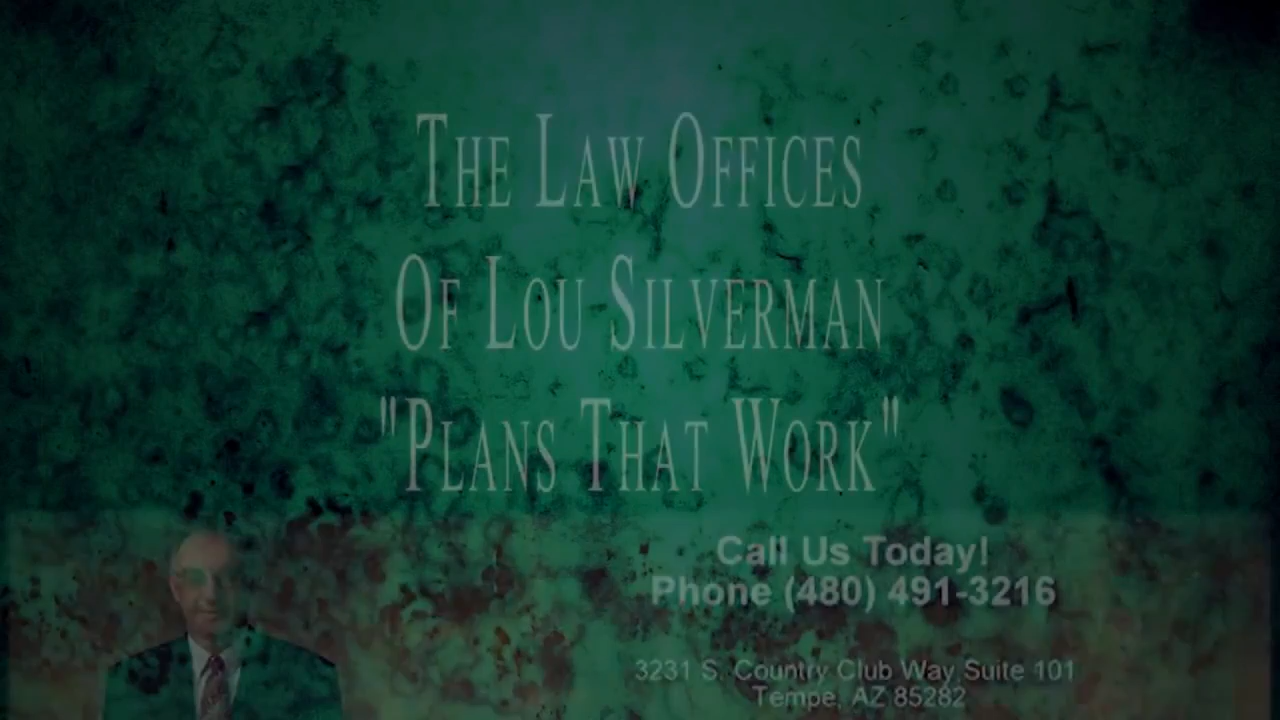 THE LAW OFFICES
OF LOU SILVERMAN
"PLANS THAT WORK"
Call Us Today!
Phone (480) 491-3216
3231 S. Country Club Way,Suite 101
Tempe, AZ 85282